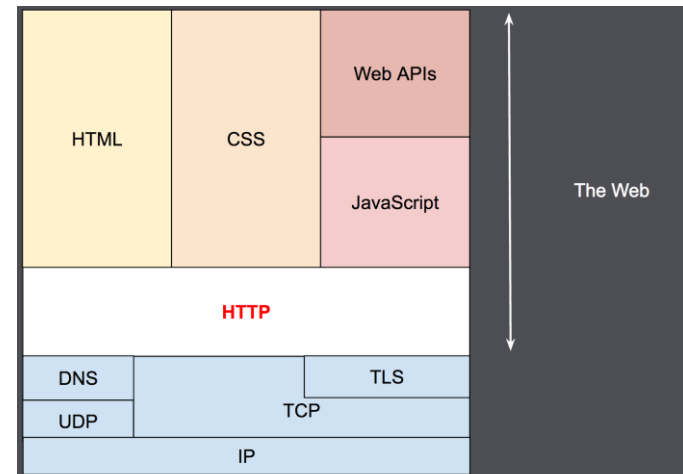 Web APIs
HTML
CSS
JavaScript
The Web
HTTP
DNS
TLS
TCP
UDP
IP